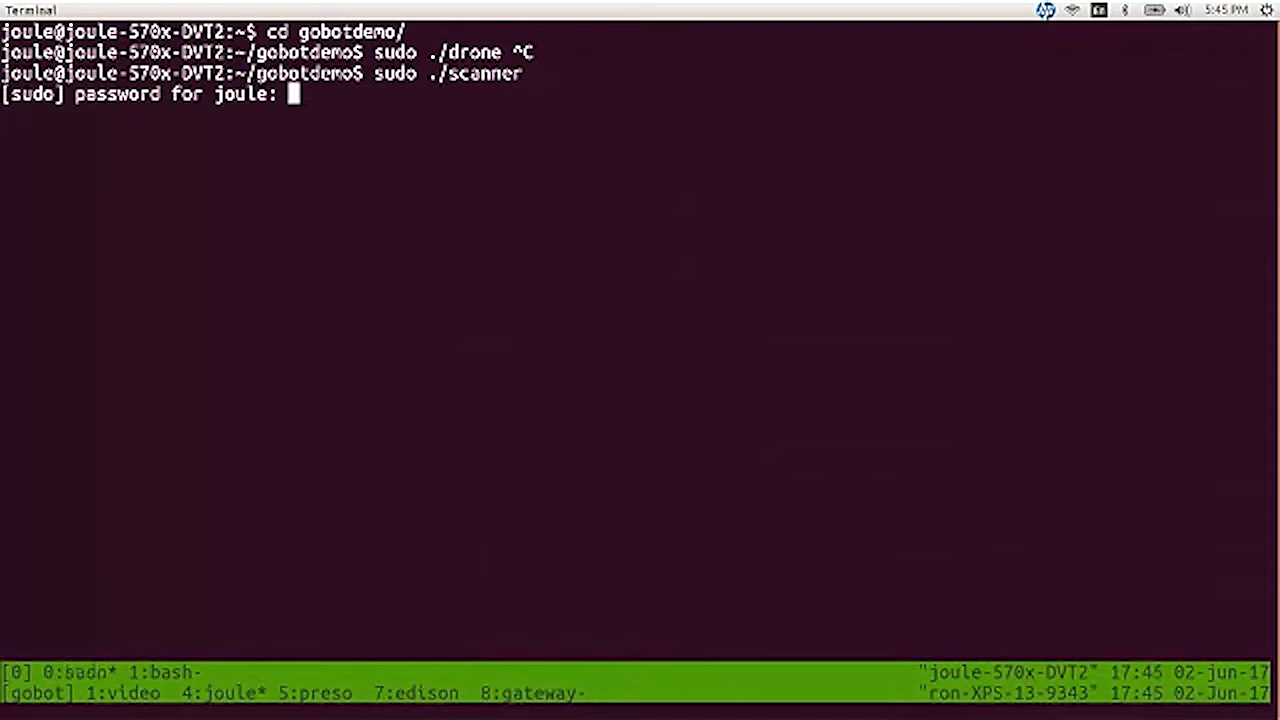 Terminal
5:45 PM
joule@joule-570x-DVT2:~$ cd gobotdemo/
joule@joule-570x-DVT2:~/gobotdemo$ sudo ./drone ^C
joule@joule-570x-DVT2:~/gobotdemo$ sudo ./scanner
[sudo] password for joule:
[0] 0:badn* 1:bash- "joule-570x-DVT2" 17:45 02-jun-17
[gobot] 1:video 4:joule* 5:preso 7:edison 8:gateway- "ron-XPS-13-9343" 17:45 02-Jun-17